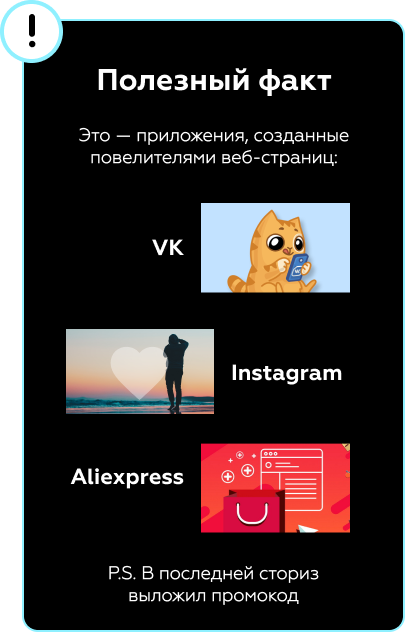 !
Полезный факт
Это — приложения, созданные
повелителями веб-страниц:
VK
Instagram
Aliexpress
P.S. В последней сториз
выложил промокод